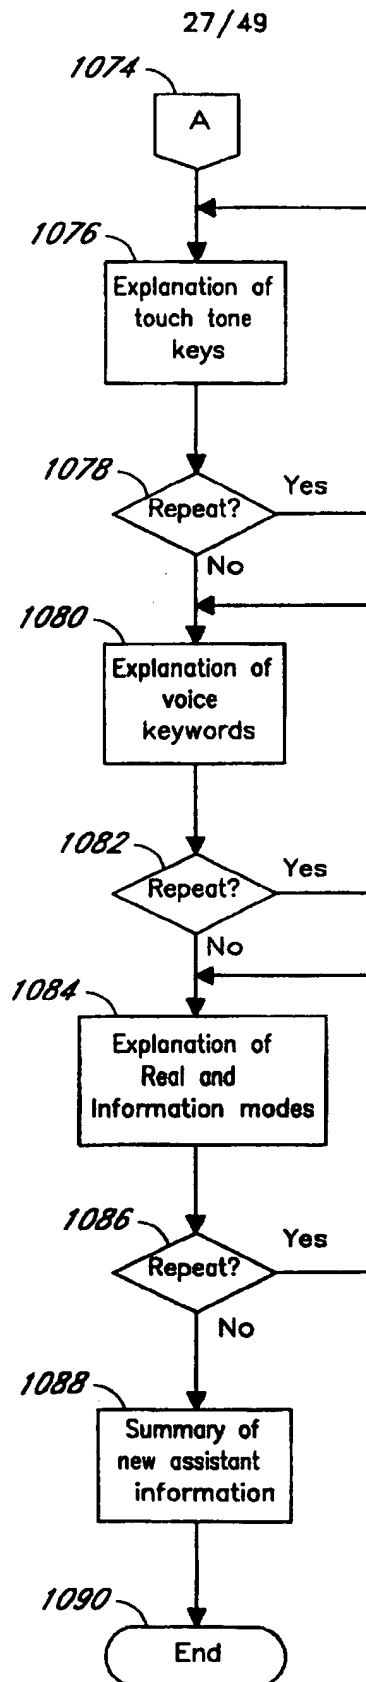 27/49
1074
A
1076
Explanation of
touch tone
keys
1078
Repeat?
Yes
No
1080
Explanation of
voice
keywords
1082
Repeat?
Yes
No
1084
Explanation of
Real and
Information modes
1086
Repeat?
Yes
No
1088
Summary of
new assistant
information
1090
End